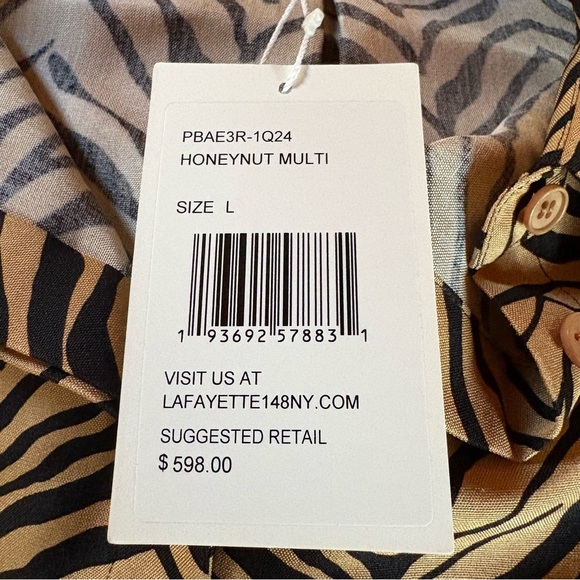 PBAE3R-1Q24
HONEYNUT MULTI
SIZE L
1 93692 57883 1
VISIT US AT
LAFAYETTE148NY.COM
SUGGESTED RETAIL
$ 598.00